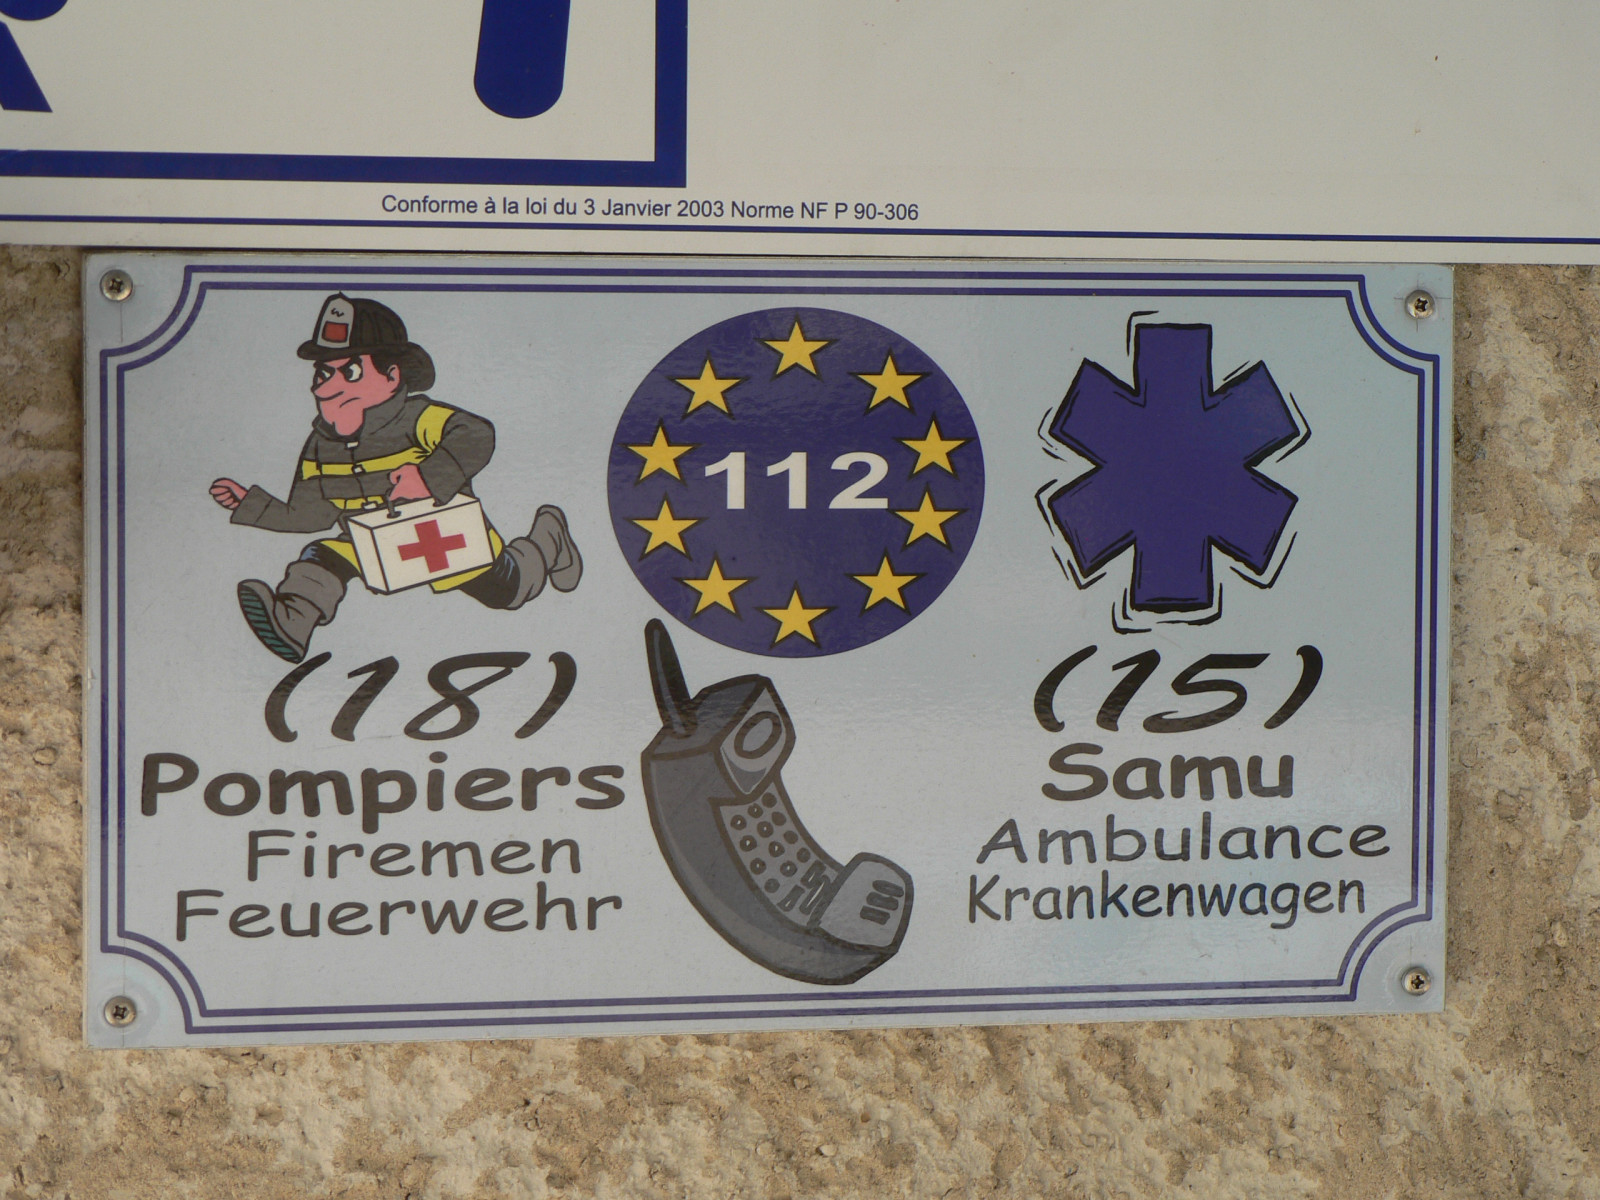 Conforme à la loi du 3 Janvier 2003 Norme NF P 90-306
112
(18)
Pompiers
Firemen
Feuerwehr
(15)
Samu
Ambulance
Krankenwagen